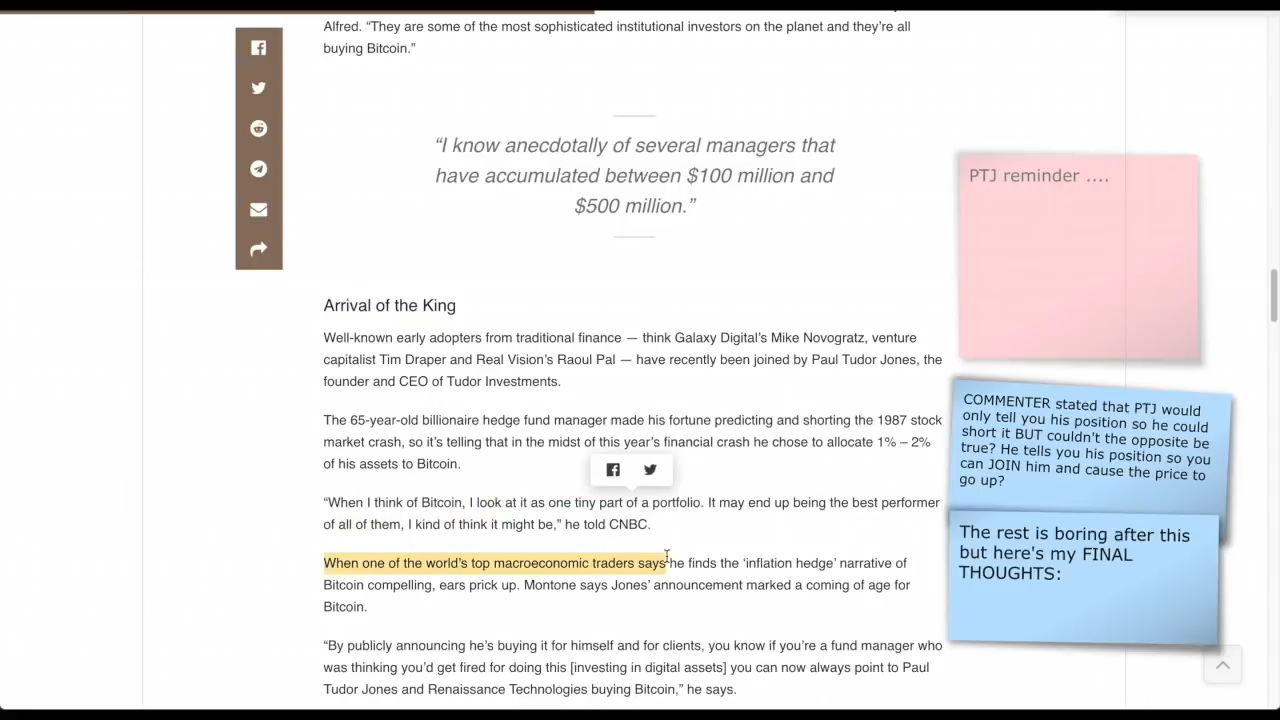 Alfred. “They are some of the most sophisticated institutional investors on the planet and they’re all
buying Bitcoin.”
“I know anecdotally of several managers that
have accumulated between $100 million and
$500 million.”
Arrival of the King
Well-known early adopters from traditional finance — think Galaxy Digital’s Mike Novogratz, venture
capitalist Tim Draper and Real Vision’s Raoul Pal — have recently been joined by Paul Tudor Jones, the
founder and CEO of Tudor Investments.
The 65-year-old billionaire hedge fund manager made his fortune predicting and shorting the 1987 stock
market crash, so it’s telling that in the midst of this year’s financial crash he chose to allocate 1% – 2%
of his assets to Bitcoin.
“When I think of Bitcoin, I look at it as one tiny part of a portfolio. It may end up being the best performer
of all of them, I kind of think it might be,” he told CNBC.
When one of the world’s top macroeconomic traders says he finds the ‘inflation hedge’ narrative of
Bitcoin compelling, ears prick up. Montone says Jones’ announcement marked a coming of age for
Bitcoin.
“By publicly announcing he’s buying it for himself and for clients, you know if you’re a fund manager who
was thinking you’d get fired for doing this [investing in digital assets] you can now always point to Paul
Tudor Jones and Renaissance Technologies buying Bitcoin,” he says.
PTJ reminder ....
COMMENTER stated that PTJ would
only tell you his position so he could
short it BUT couldn't the opposite be
true? He tells you his position so you
can JOIN him and cause the price to
go up?
The rest is boring after this
but here's my FINAL
THOUGHTS: